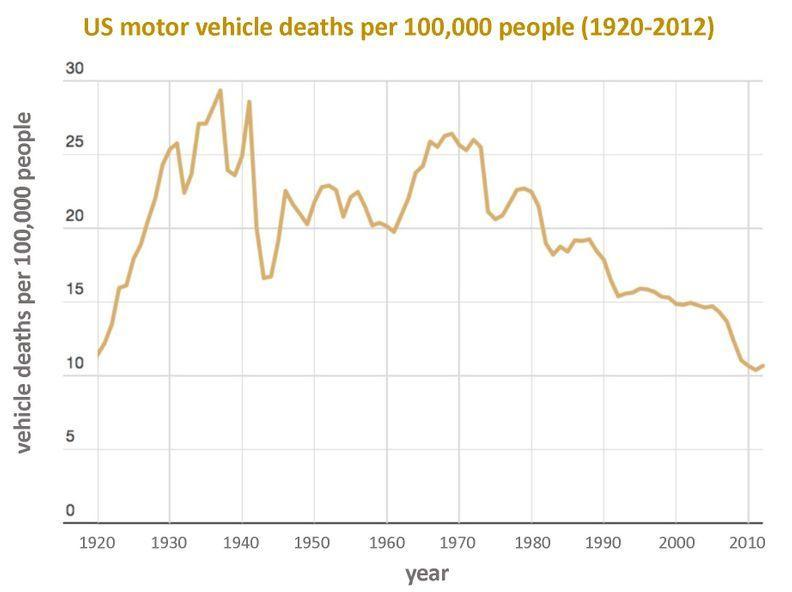 US motor vehicle deaths per 100,000 people (1920-2012)
30
25
20
15
10
5
0
vehicle deaths per 100,000 people
1920 1930 1940 1950 1960 1970 1980 1990 2000 2010
year